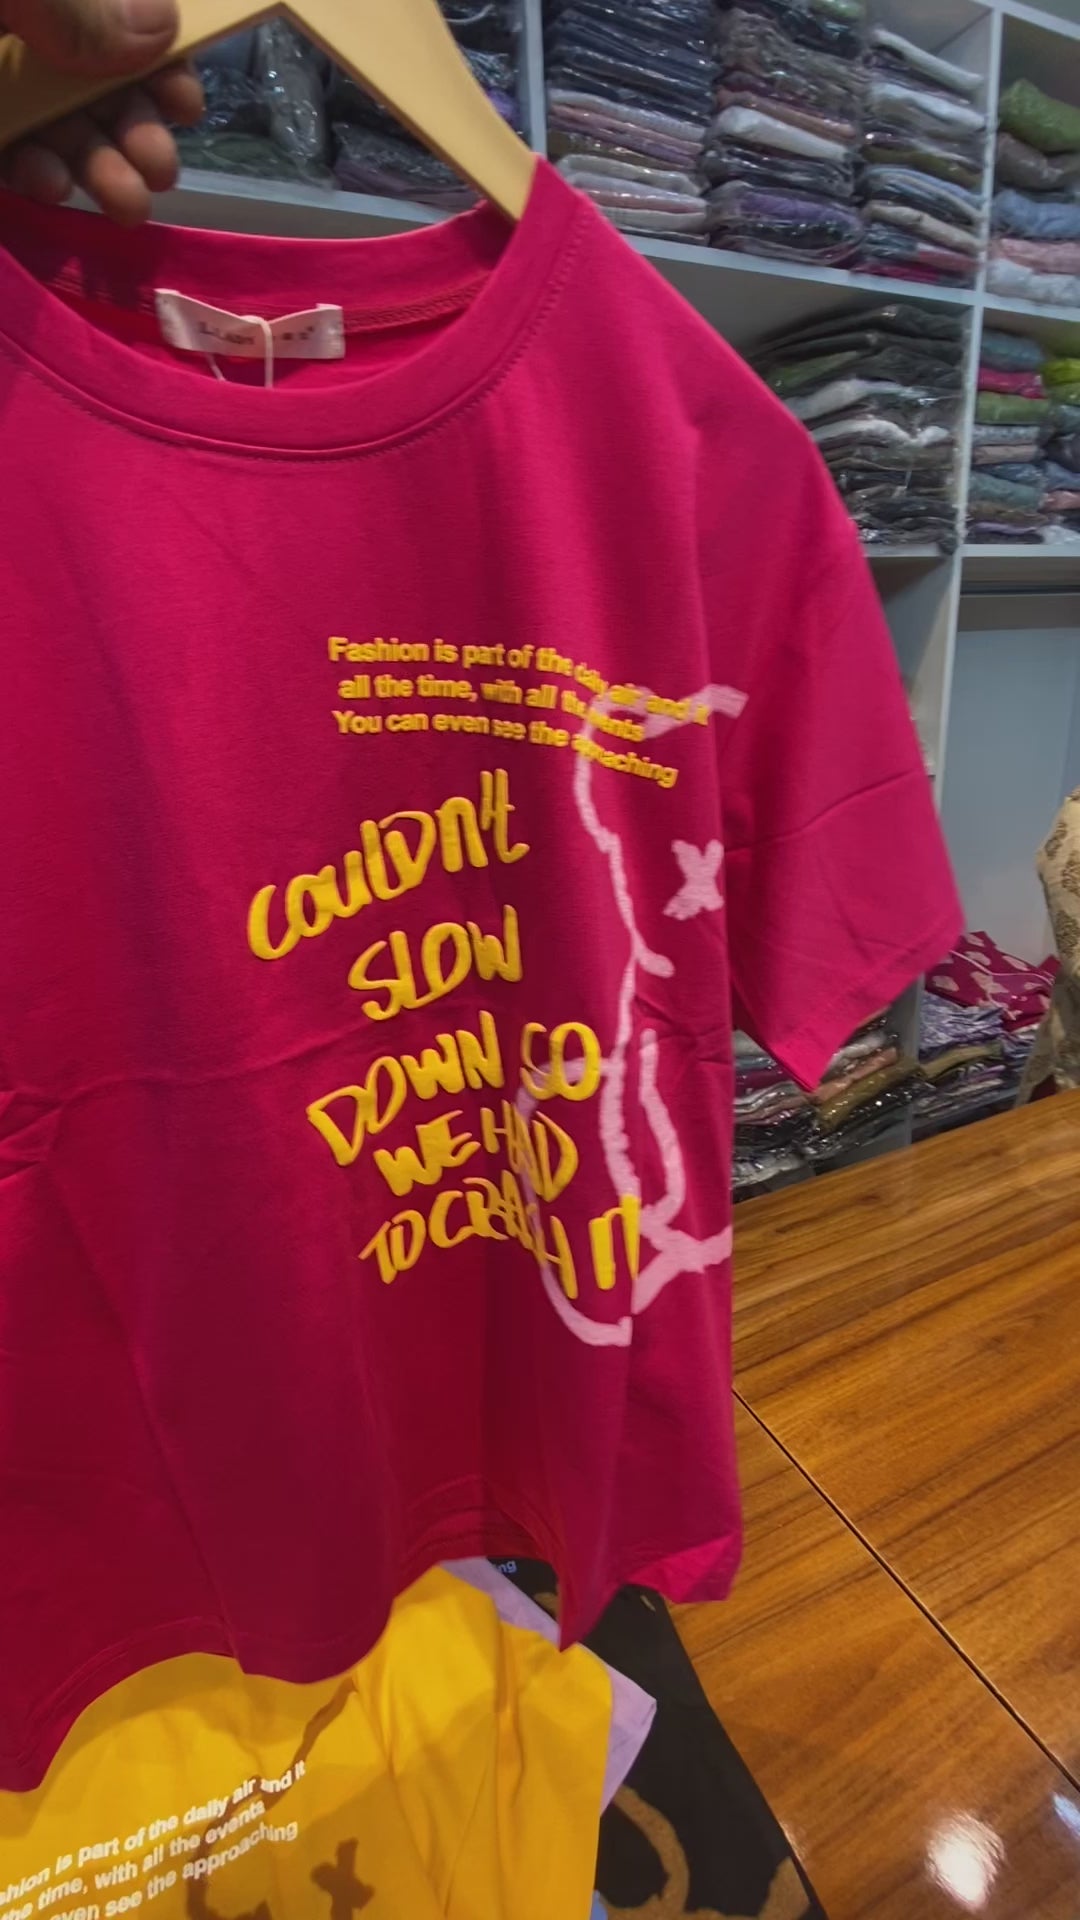 Fashion is part of the daily air and it
all the time, with all the events
You can even see the
COULDN'T
SLOW
DOWN SO
WE HAD
TO CRASH IT
ng
is part of the daily air and it
the time, with all the events
even see the approaching